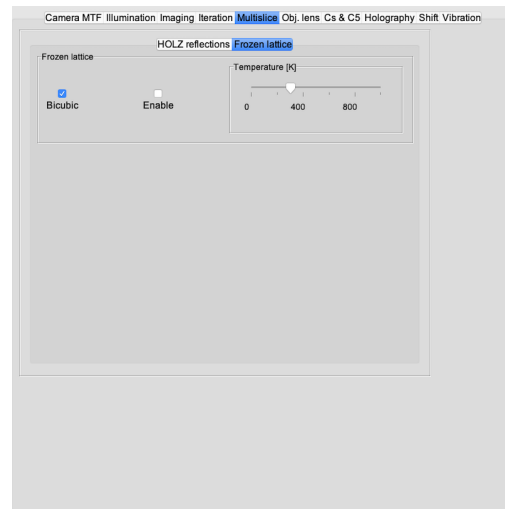 Camera MTF Illumination Imaging Iteration Multislice Obj. lens Cs & C5 Holography Shift Vibration
HOLZ reflections Frozen lattice
Frozen lattice
Temperature [K]
Bicubic Enable
0 400 800